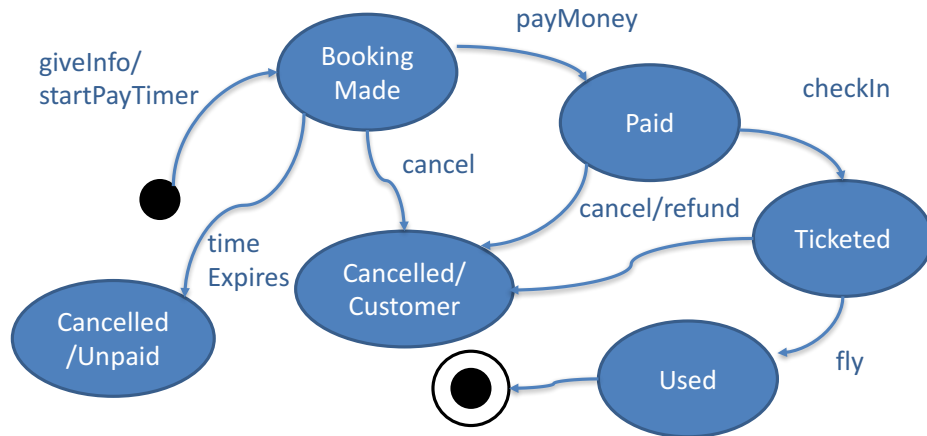 payMoney
giveInfo/
startPayTimer
Booking
Made
checkIn
Paid
cancel
cancel/refund
time
Expires
Cancelled/
Customer
Ticketed
Cancelled
/Unpaid
Used
fly